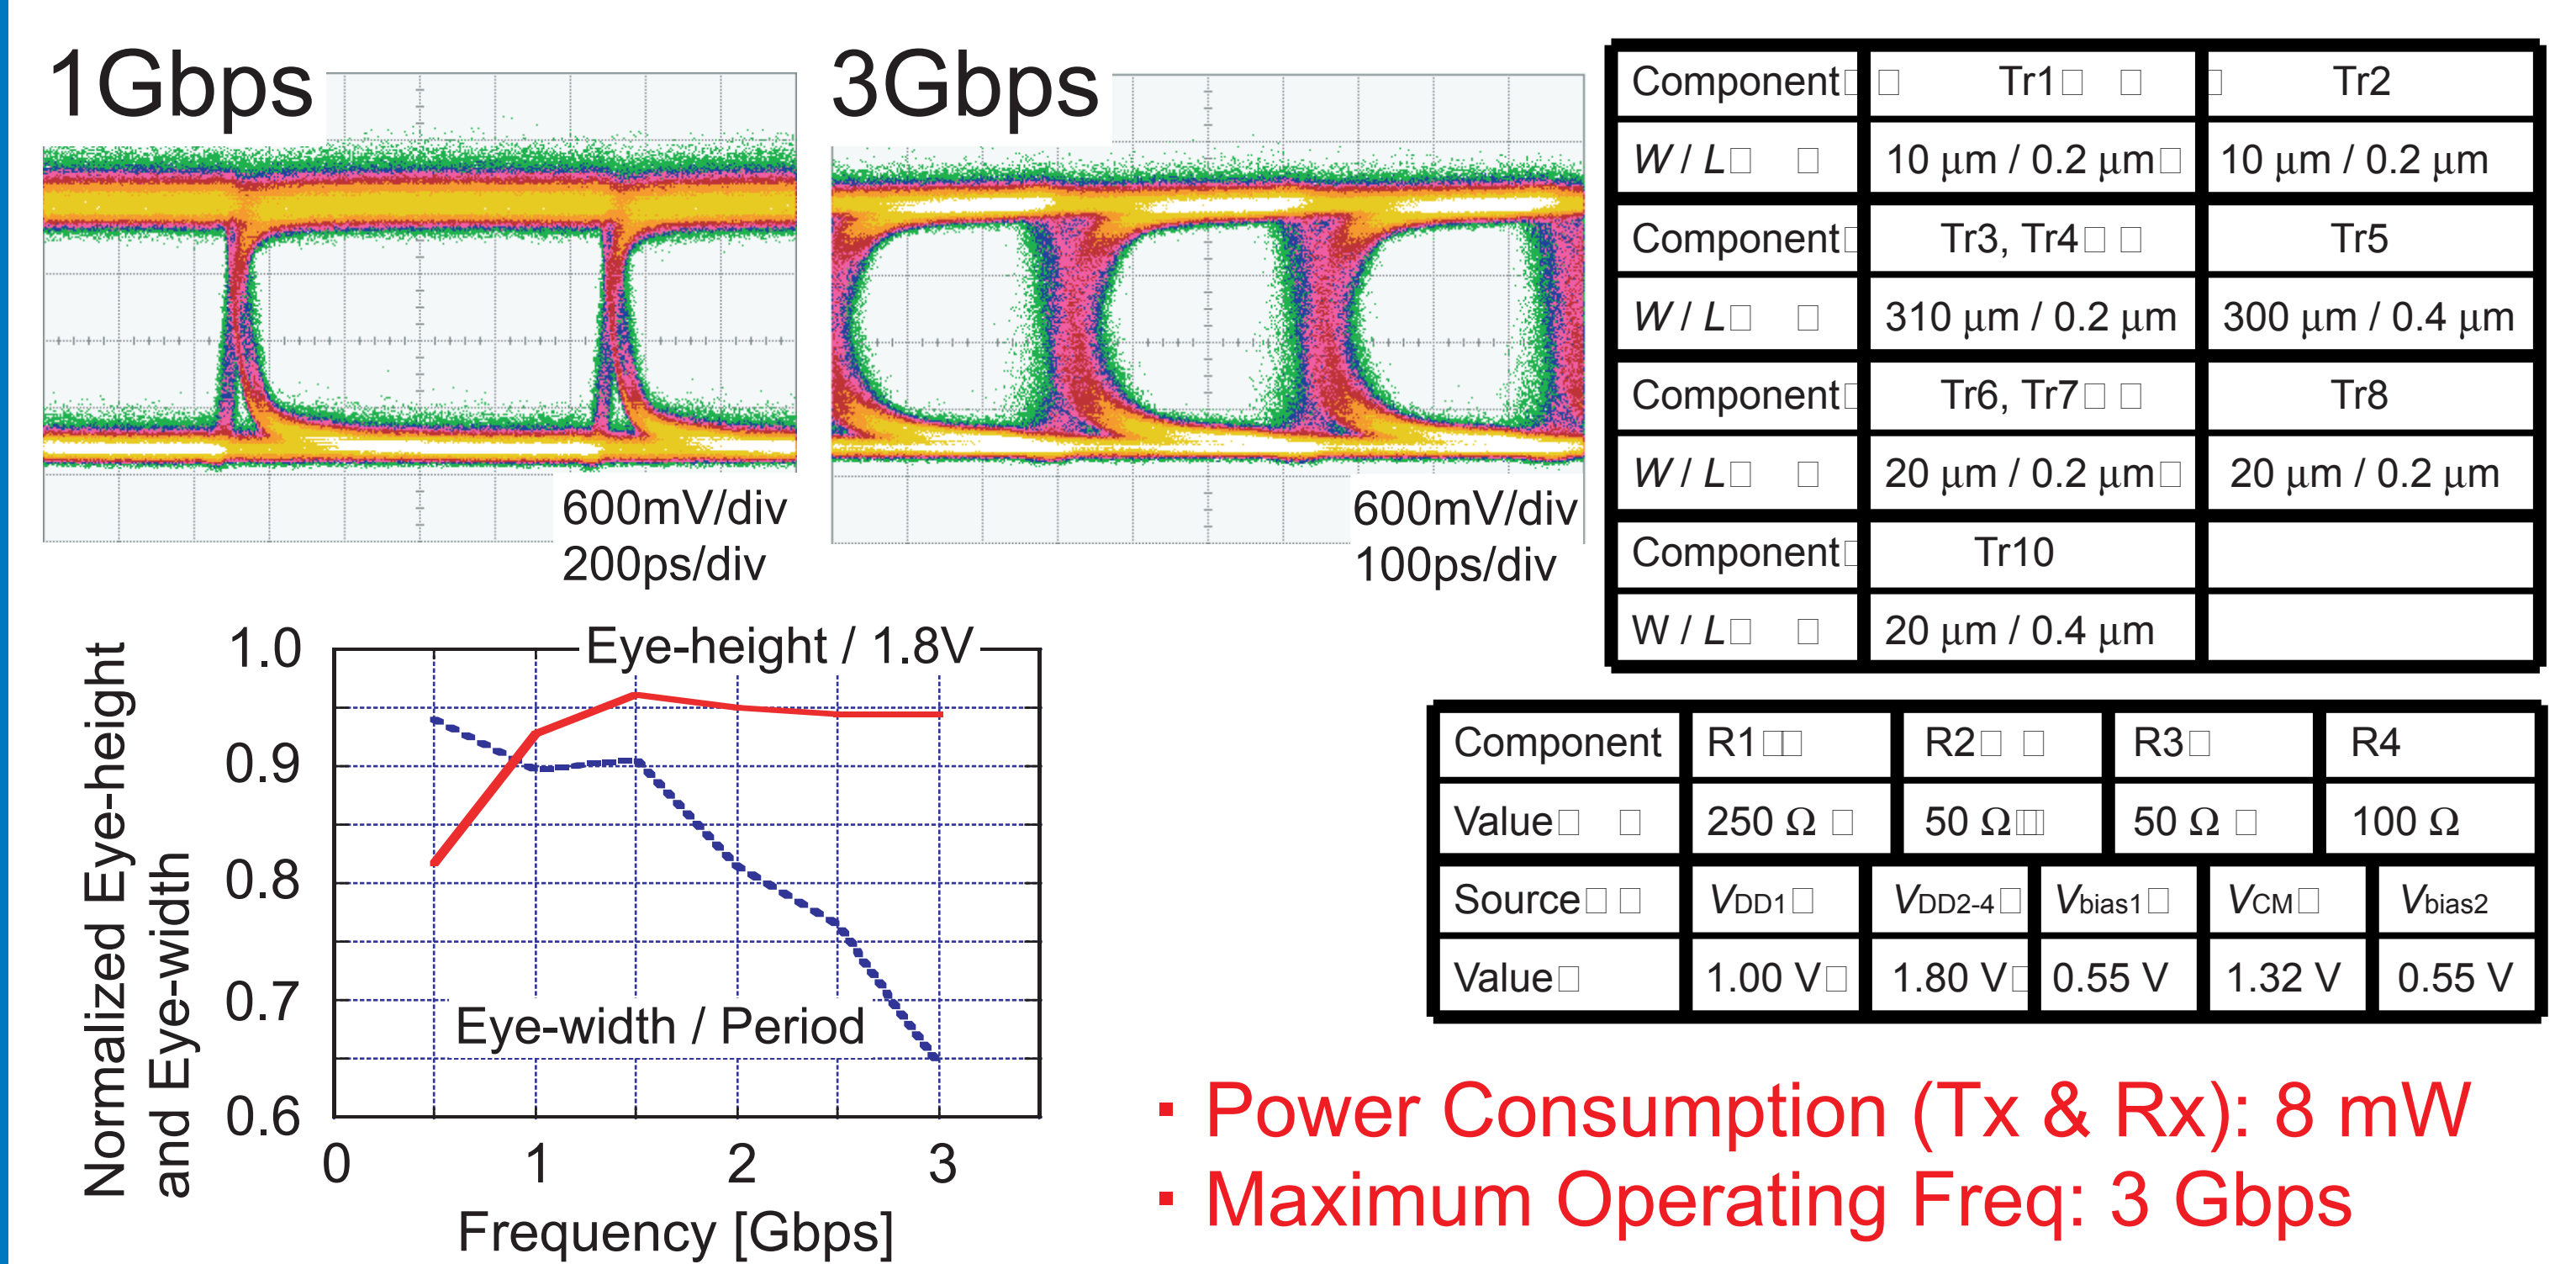 1Gbps
600mV/div
200ps/div
3Gbps
600mV/div
100ps/div
Component Tr1 Tr2
W / L 10 μm / 0.2 μm 10 μm / 0.2 μm
Component Tr3, Tr4 Tr5
W / L 310 μm / 0.2 μm 300 μm / 0.4 μm
Component Tr6, Tr7 Tr8
W / L 20 μm / 0.2 μm 20 μm / 0.2 μm
Component Tr10
W / L 20 μm / 0.4 μm
Normalized Eye-height
and Eye-width
1.0
0.9
0.8
0.7
0.6
Eye-height / 1.8V
Eye-width / Period
0 1 2 3
Frequency [Gbps]
Component R1 R2 R3 R4
Value 250 Ω 50 Ω 50 Ω 100 Ω
Source VDD1 VDD2-4 Vbias1 VCM Vbias2
Value 1.00 V 1.80 V 0.55 V 1.32 V 0.55 V
· Power Consumption (Tx & Rx): 8 mW
· Maximum Operating Freq: 3 Gbps